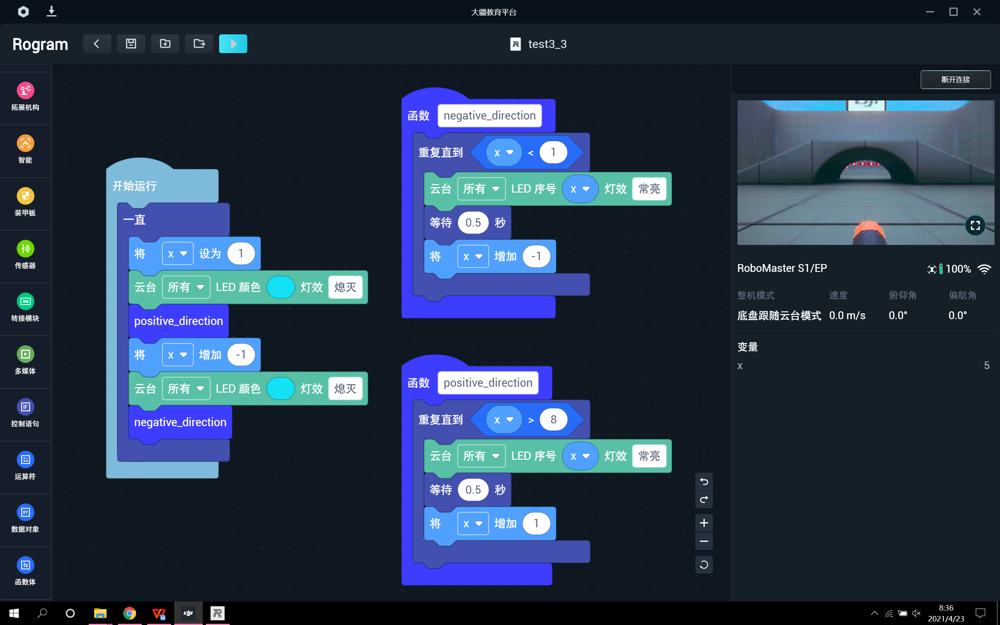 大疆教育平台
Rogram
test3_3
断开连接
拓展机构
智能
装甲板
传感器
转接模块
多媒体
控制语句
运算符
数据对象
函数体
开始运行
一直
将 x 设为 1
云台 所有 LED 颜色 灯效 熄灭
positive_direction
将 x 增加 -1
云台 所有 LED 颜色 灯效 熄灭
negative_direction
函数 negative_direction
重复直到 x < 1
云台 所有 LED 序号 x 灯效 常亮
等待 0.5 秒
将 x 增加 -1
函数 positive_direction
重复直到 x > 8
云台 所有 LED 序号 x 灯效 常亮
等待 0.5 秒
将 x 增加 1
RoboMaster S1/EP 100%
整机模式 速度 俯仰角 偏航角
底盘跟随云台模式 0.0 m/s 0.0° 0.0°
变量
x 5
8:36
2021/4/23